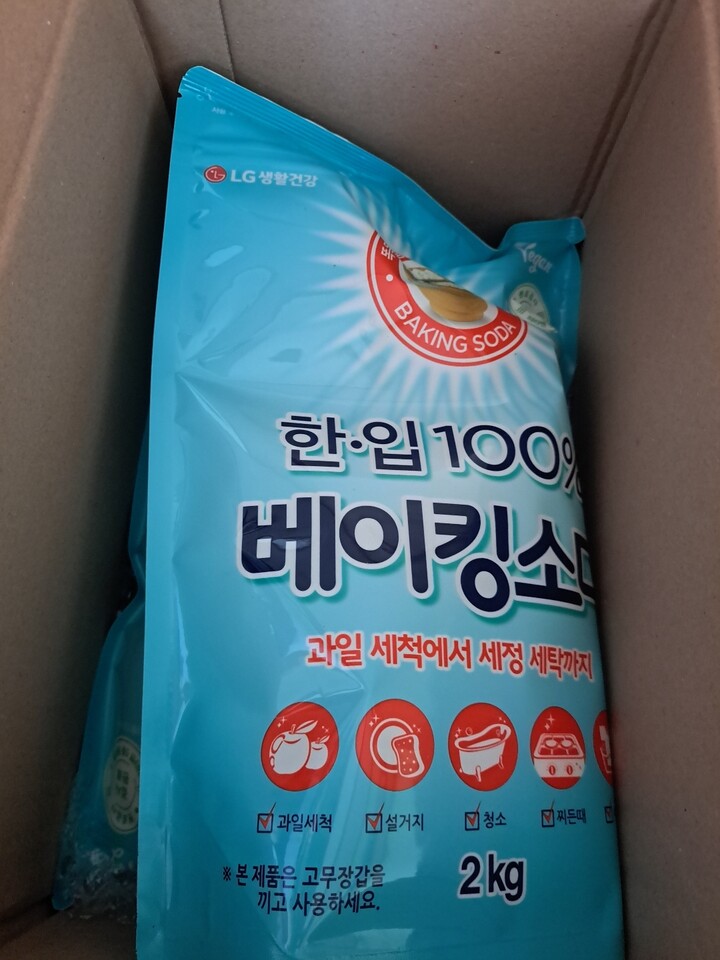 LG생활건강
Vegan
BAKING SODA
한·입 100%
베이킹소
과일 세척에서 세정 세탁까지
과일세척
설거지
청소
찌든때
※ 본 제품은 고무장갑을
끼고 사용하세요.
2kg